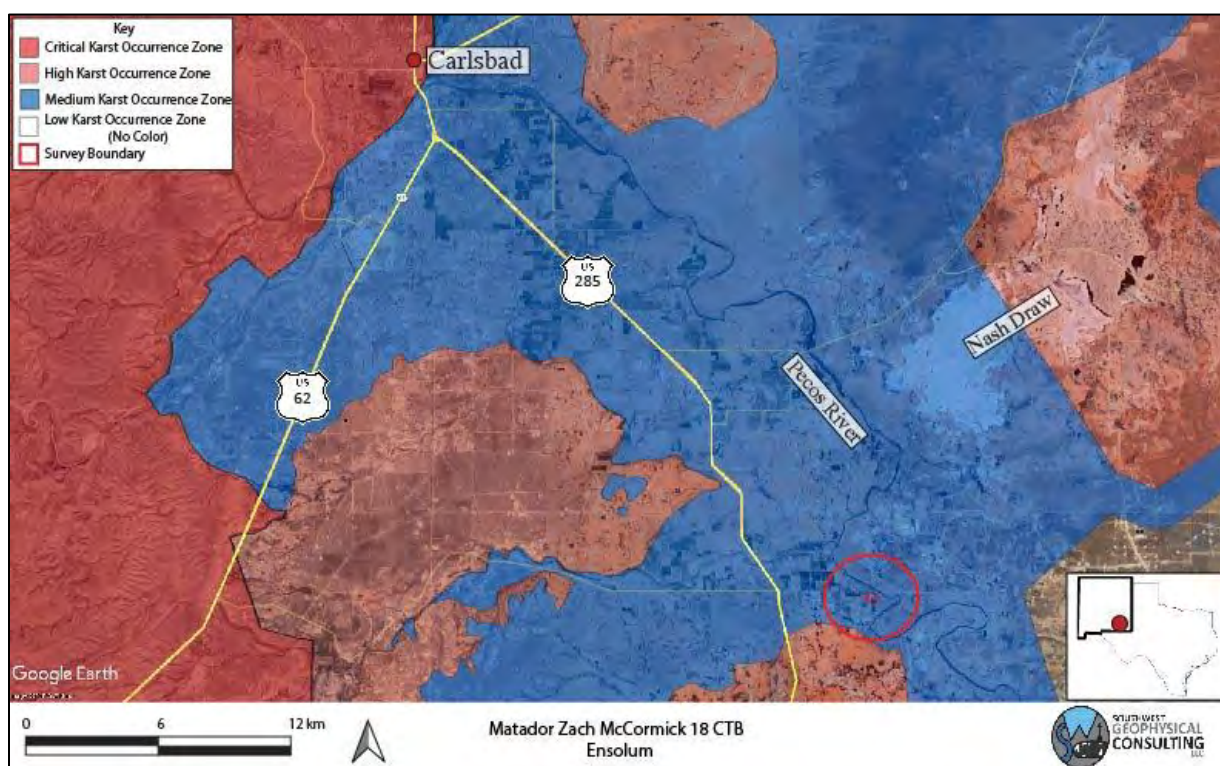 Key
Critical Karst Occurrence Zone
High Karst Occurrence Zone
Medium Karst Occurrence Zone
Low Karst Occurrence Zone
(No Color)
Survey Boundary
Carlsbad
US
285
US
62
Nash Draw
Pecos River
Google Earth
0
6
12 km
Matador Zach McCormick 18 CTB
Ensolum
SOUTHWEST
GEOPHYSICAL
CONSULTING
LLC